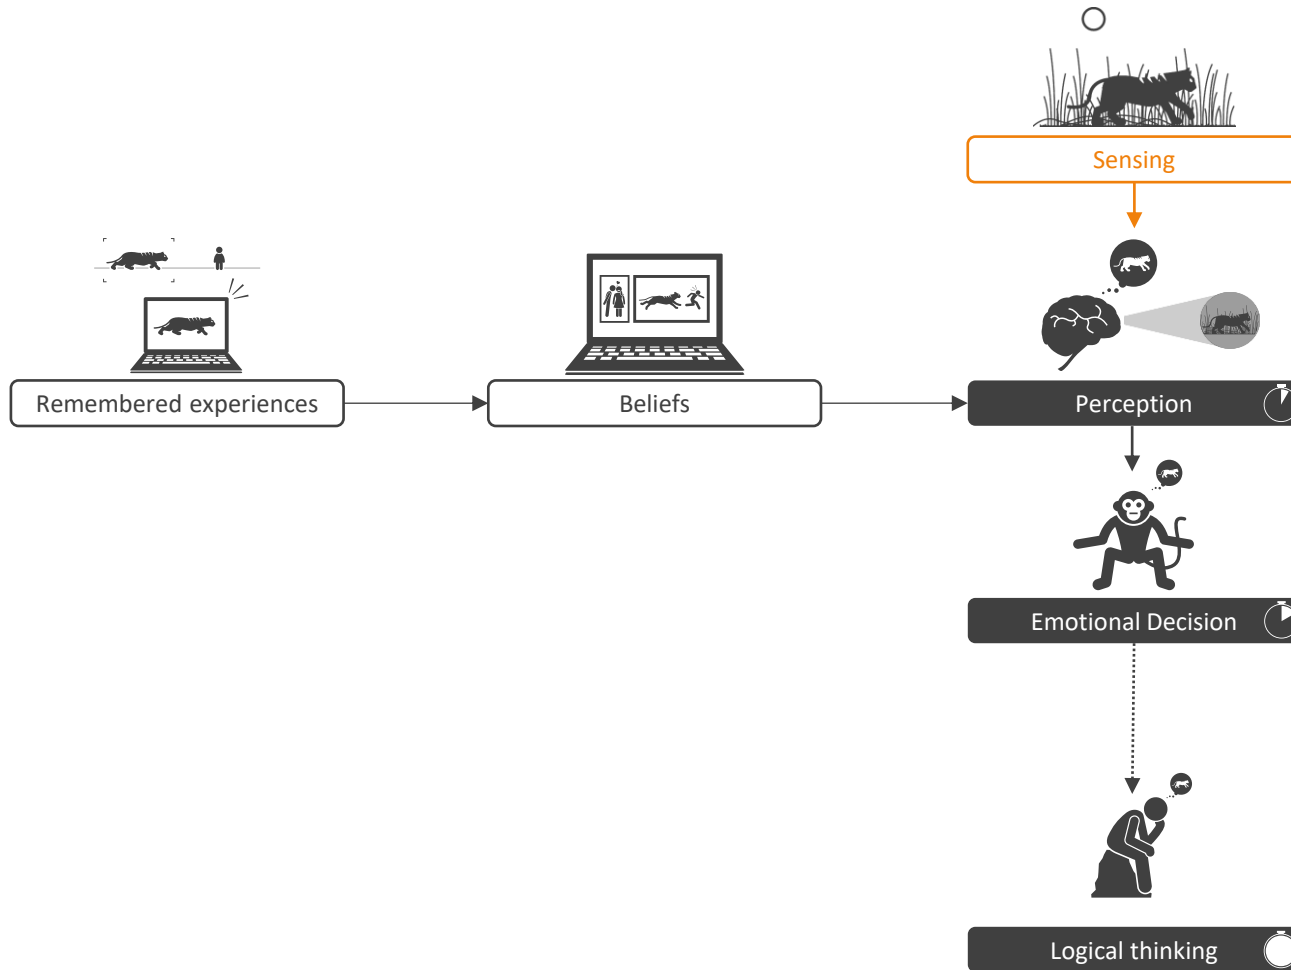 Sensing
Remembered experiences
Beliefs
Perception
Emotional Decision
Logical thinking